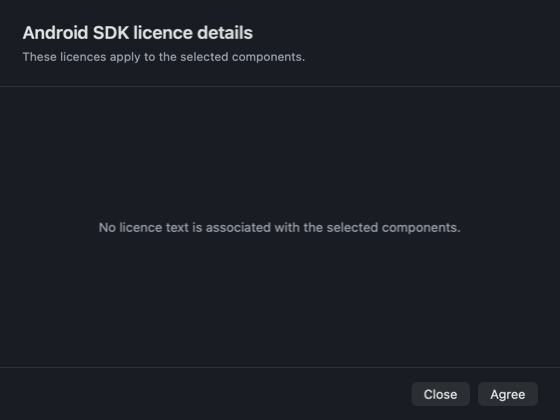 Android SDK licence details
These licences apply to the selected components.
No licence text is associated with the selected components.
Close
Agree